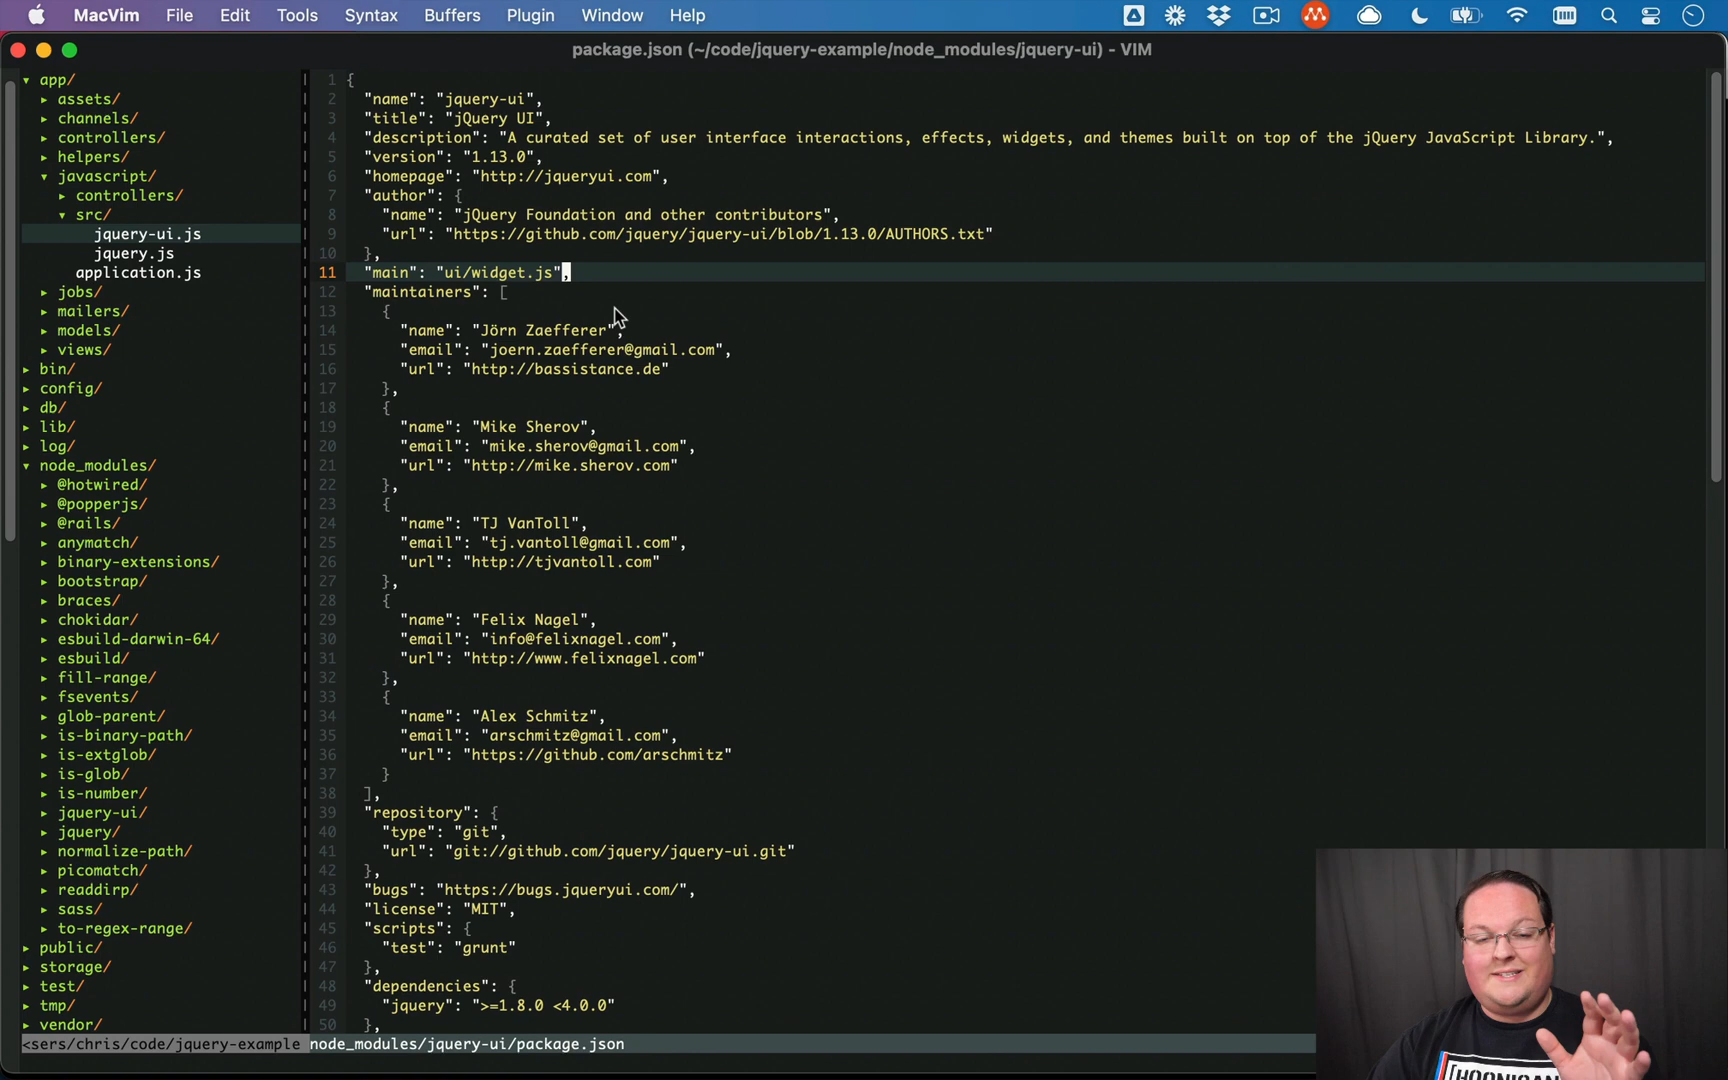 MacVim File Edit Tools Syntax Buffers Plugin Window Help
package.json (~/code/jquery-example/node_modules/jquery-ui) - VIM
▾ app/
▸ assets/
▸ channels/
▸ controllers/
▸ helpers/
▾ javascript/
▸ controllers/
▾ src/
jquery-ui.js
jquery.js
application.js
▸ jobs/
▸ mailers/
▸ models/
▸ views/
▸ bin/
▸ config/
▸ db/
▸ lib/
▸ log/
▾ node_modules/
▸ @hotwired/
▸ @popperjs/
▸ @rails/
▸ anymatch/
▸ binary-extensions/
▸ bootstrap/
▸ braces/
▸ chokidar/
▸ esbuild-darwin-64/
▸ esbuild/
▸ fill-range/
▸ fsevents/
▸ glob-parent/
▸ is-binary-path/
▸ is-extglob/
▸ is-glob/
▸ is-number/
▸ jquery-ui/
▸ jquery/
▸ normalize-path/
▸ picomatch/
▸ readdirp/
▸ sass/
▸ to-regex-range/
▸ public/
▸ storage/
▸ test/
▸ tmp/
▸ vendor/
<sers/chris/code/jquery-example
1 {
2 "name": "jquery-ui",
3 "title": "jQuery UI",
4 "description": "A curated set of user interface interactions, effects, widgets, and themes built on top of the jQuery JavaScript Library.",
5 "version": "1.13.0",
6 "homepage": "http://jqueryui.com",
7 "author": {
8 "name": "jQuery Foundation and other contributors",
9 "url": "https://github.com/jquery/jquery-ui/blob/1.13.0/AUTHORS.txt"
10 },
11 "main": "ui/widget.js",
12 "maintainers": [
13 {
14 "name": "Jörn Zaefferer",
15 "email": "joern.zaefferer@gmail.com",
16 "url": "http://bassistance.de"
17 },
18 {
19 "name": "Mike Sherov",
20 "email": "mike.sherov@gmail.com",
21 "url": "http://mike.sherov.com"
22 },
23 {
24 "name": "TJ VanToll",
25 "email": "tj.vantoll@gmail.com",
26 "url": "http://tjvantoll.com"
27 },
28 {
29 "name": "Felix Nagel",
30 "email": "info@felixnagel.com",
31 "url": "http://www.felixnagel.com"
32 },
33 {
34 "name": "Alex Schmitz",
35 "email": "arschmitz@gmail.com",
36 "url": "https://github.com/arschmitz"
37 }
38 ],
39 "repository": {
40 "type": "git",
41 "url": "git://github.com/jquery/jquery-ui.git"
42 },
43 "bugs": "https://bugs.jqueryui.com/",
44 "license": "MIT",
45 "scripts": {
46 "test": "grunt"
47 },
48 "dependencies": {
49 "jquery": ">=1.8.0 <4.0.0"
50 },
node_modules/jquery-ui/package.json
[HOONIGAN